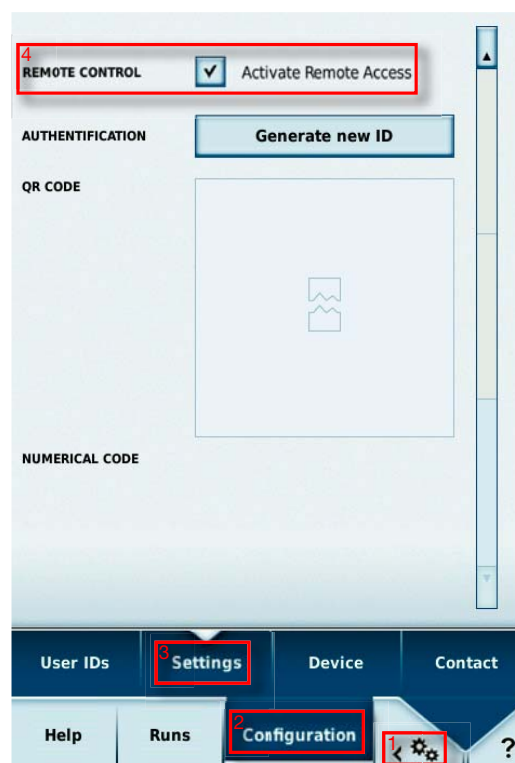 4
REMOTE CONTROL Activate Remote Access
AUTHENTIFICATION Generate new ID
QR CODE
NUMERICAL CODE
User IDs 3 Settings Device Contact
Help Runs 2 Configuration 1 ?